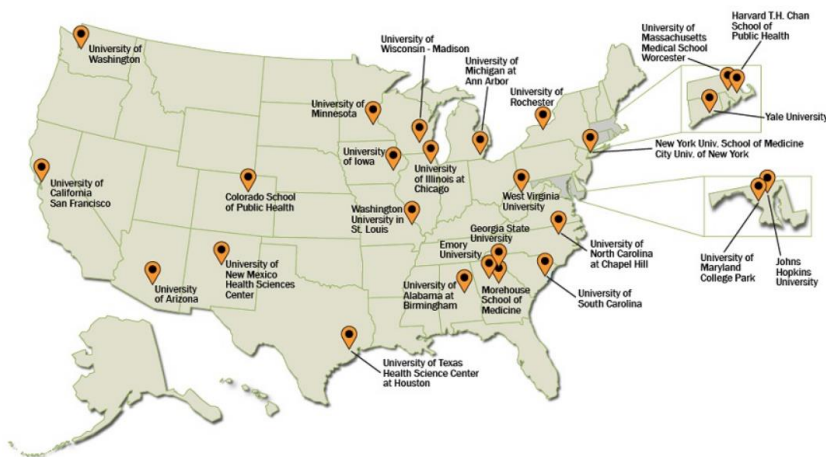 University of
Washington
University of
Wisconsin - Madison
University of
Michigan at
Ann Arbor
University of
Massachusetts
Medical School
Worcester
Harvard T.H. Chan
School of
Public Health
University of
Minnesota
University of
Rochester
Yale University
New York Univ. School of Medicine
City Univ. of New York
University
of Iowa
University
of Illinois at
Chicago
University of
California
San Francisco
Colorado School
of Public Health
West Virginia
University
Washington
University in
St. Louis
Georgia State
University
Emory
University
University of
North Carolina
at Chapel Hill
University of
Maryland
College Park
Johns
Hopkins
University
University
of Arizona
University of
New Mexico
Health Sciences
Center
University of
Alabama at
Birmingham
Morehouse
School of
Medicine
University of
South Carolina
University of Texas
Health Science Center
at Houston